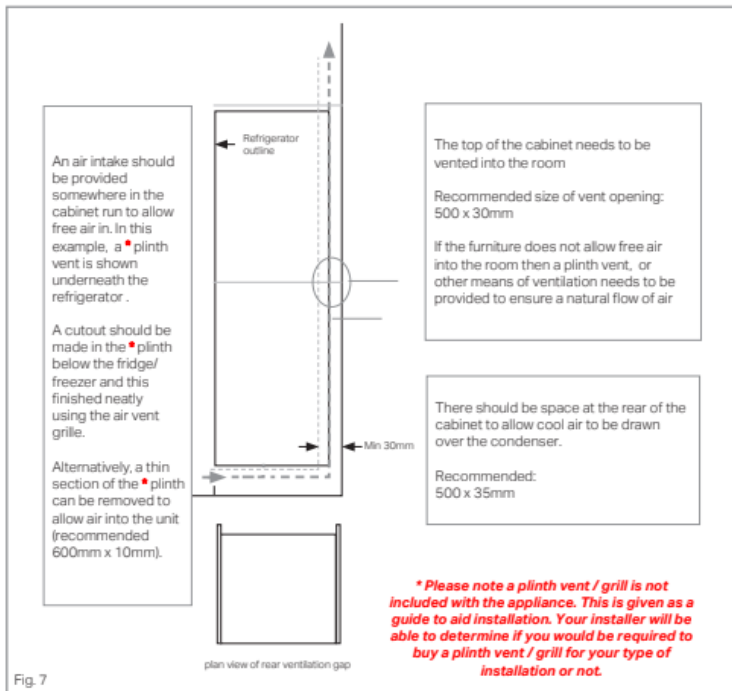 An air intake should
be provided
somewhere in the
cabinet run to allow
free air in. In this
example, a * plinth
vent is shown
underneath the
refrigerator .
A cutout should be
made in the * plinth
below the fridge/
freezer and this
finished neatly
using the air vent
grille.
Alternatively, a thin
section of the * plinth
can be removed to
allow air into the unit
(recommended
600mm x 10mm).
Refrigerator
outline
Min 30mm
plan view of rear ventilation gap
The top of the cabinet needs to be
vented into the room
Recommended size of vent opening:
500 x 30mm
If the furniture does not allow free air
into the room then a plinth vent, or
other means of ventilation needs to be
provided to ensure a natural flow of air
There should be space at the rear of the
cabinet to allow cool air to be drawn
over the condenser.
Recommended:
500 x 35mm
* Please note a plinth vent / grill is not
included with the appliance. This is given as a
guide to aid installation. Your installer will be
able to determine if you would be required to
buy a plinth vent / grill for your type of
installation or not.
Fig. 7